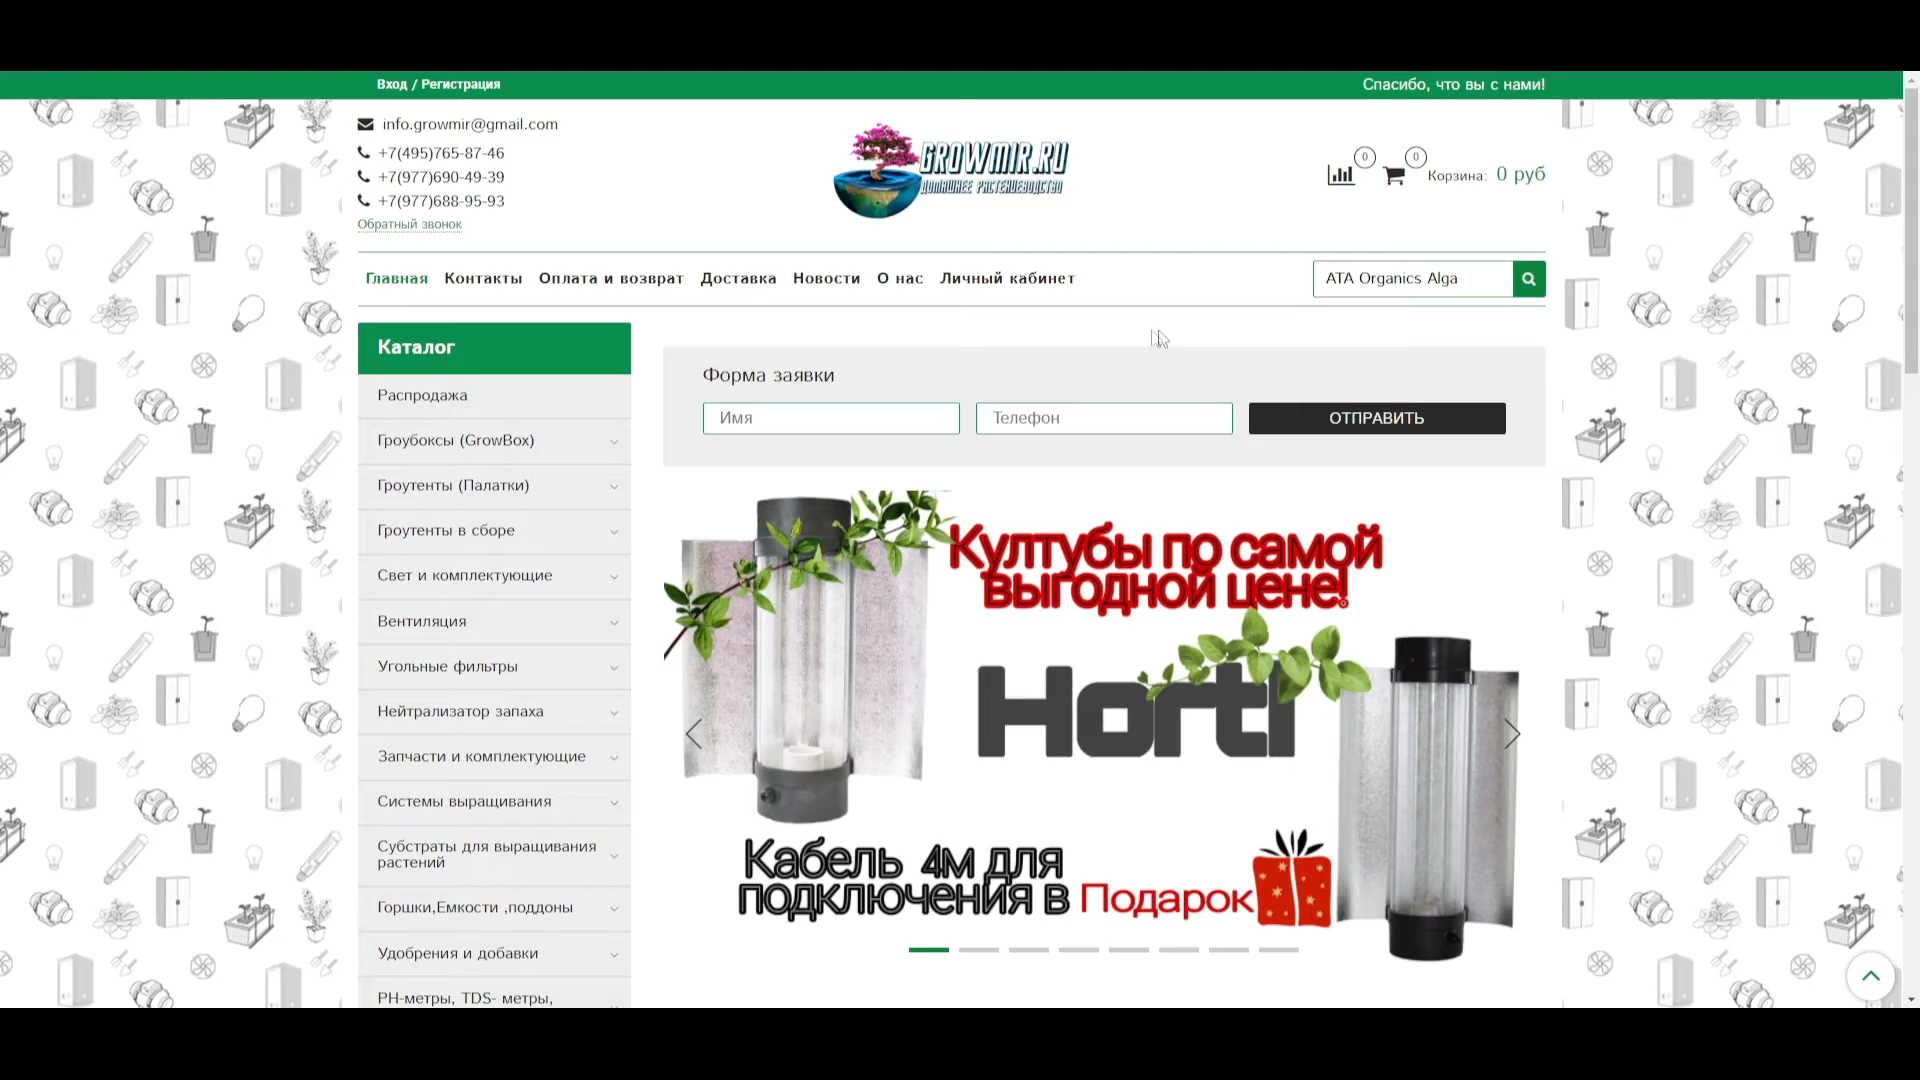 Вход / Регистрация
Спасибо, что вы с нами!
info.growmir@gmail.com
+7(495)765-87-46
+7(977)690-49-39
+7(977)688-95-93
Обратный звонок
GROWMIR.RU
ДОМАШНЕЕ РАСТЕНИЕВОДСТВО
0
0
Корзина: 0 руб
Главная Контакты Оплата и возврат Доставка Новости О нас Личный кабинет
ATA Organics Alga
Каталог
Распродажа
Гроубоксы (GrowBox)
Гроутенты (Палатки)
Гроутенты в сборе
Свет и комплектующие
Вентиляция
Угольные фильтры
Нейтрализатор запаха
Запчасти и комплектующие
Системы выращивания
Субстраты для выращивания
растений
Горшки,Емкости ,поддоны
Удобрения и добавки
PH-метры, TDS- метры,
Форма заявки
Имя
Телефон
ОТПРАВИТЬ
Култубы по самой
выгодной цене!
Horti
Кабель 4м для
подключения в Подарок